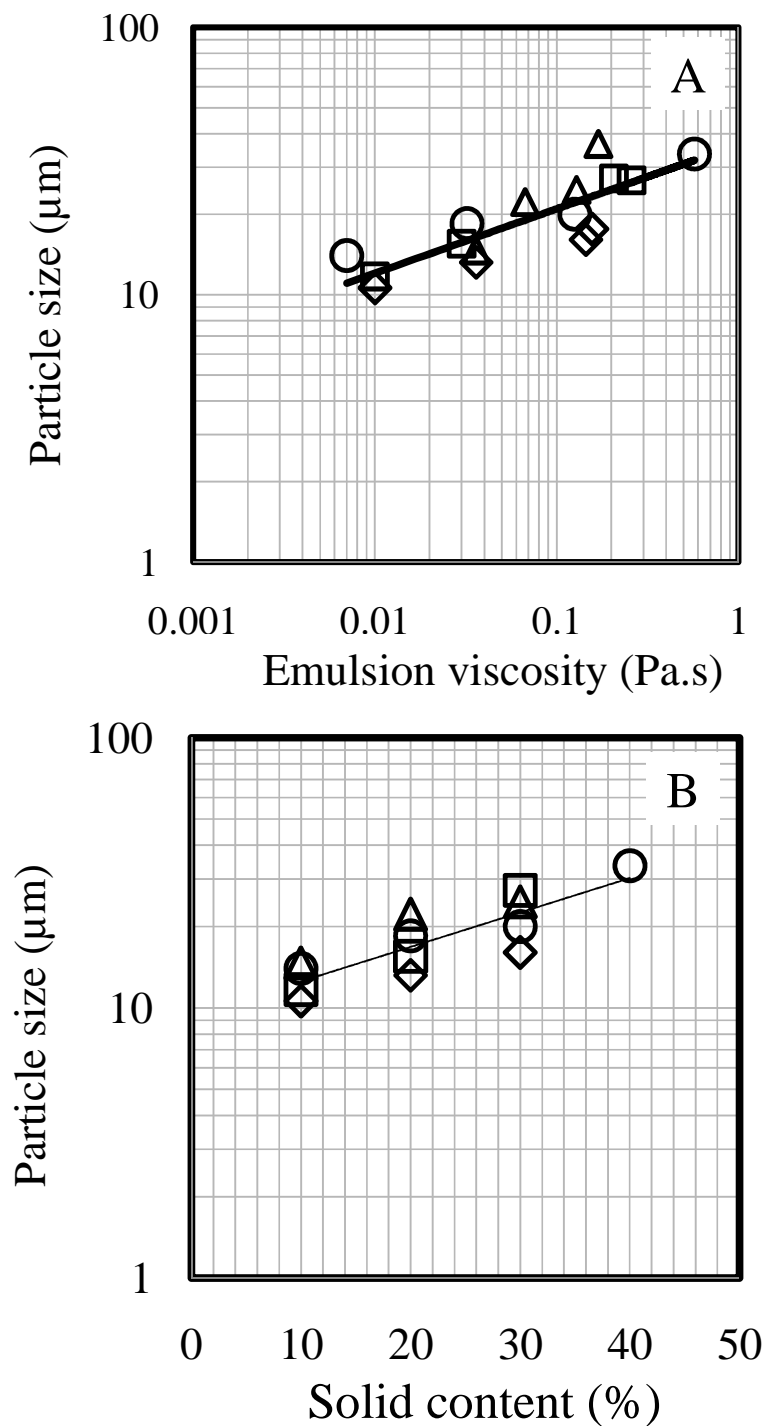 100
A
Particle size (μm)
10
1
0.001 0.01 0.1 1
Emulsion viscosity (Pa.s)
100
B
Particle size (μm)
10
1
0 10 20 30 40 50
Solid content (%)